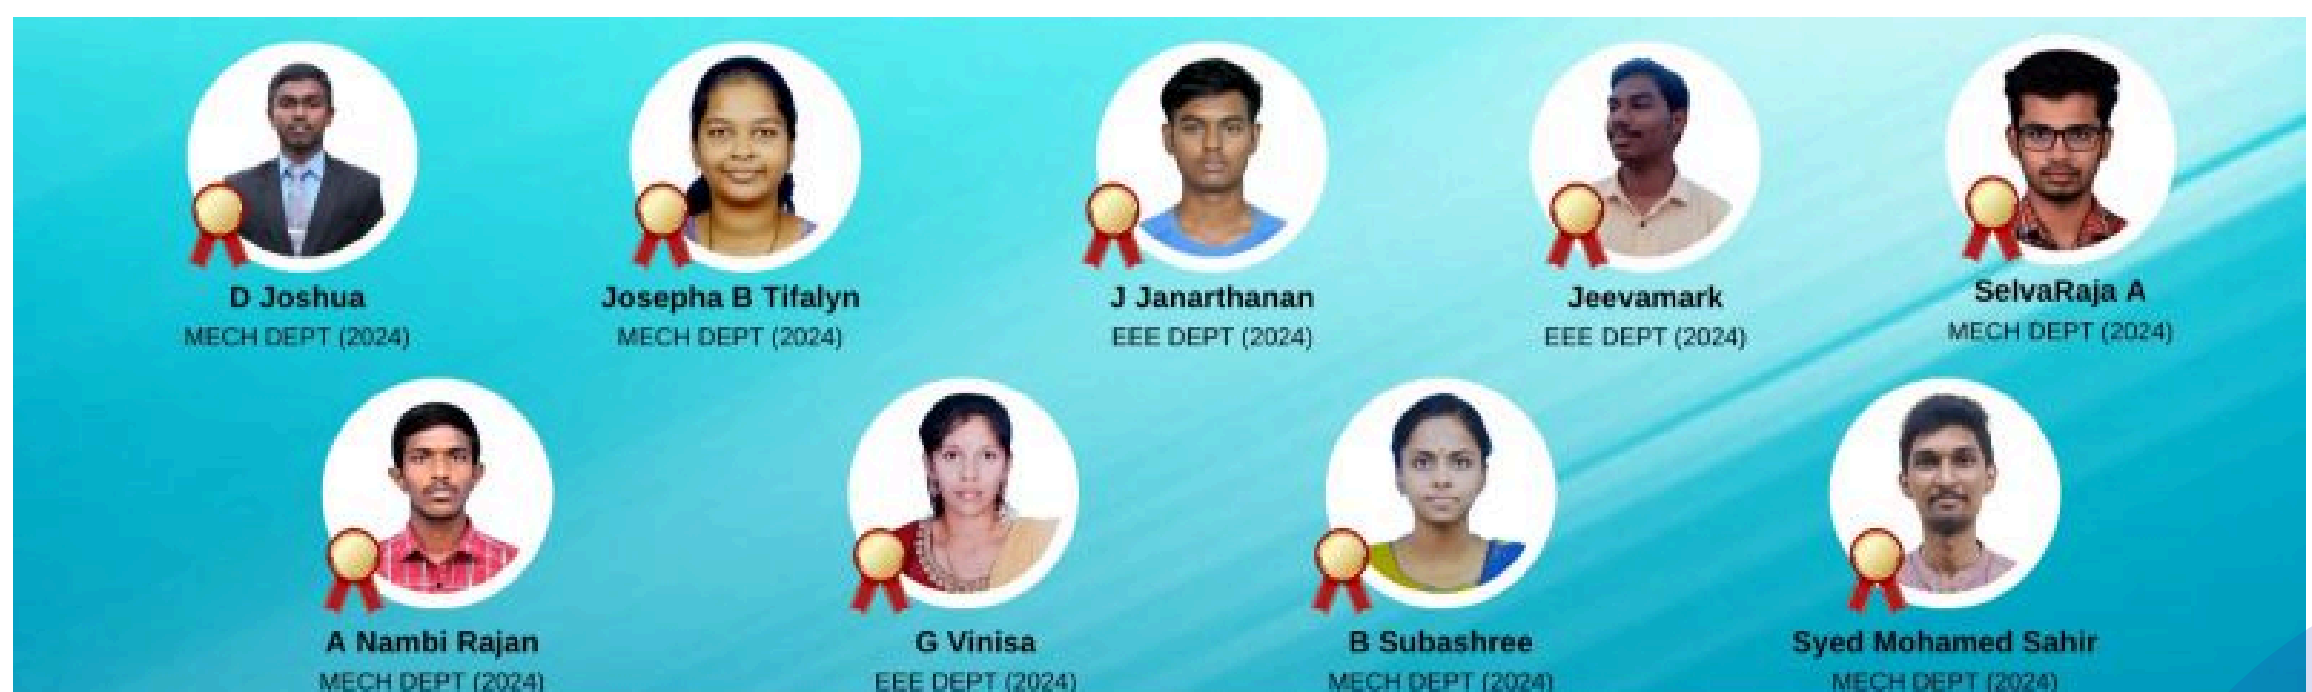 D Joshua
MECH DEPT (2024)
Josepha B Tifalyn
MECH DEPT (2024)
J Janarthanan
EEE DEPT (2024)
Jeevamark
EEE DEPT (2024)
SelvaRaja A
MECH DEPT (2024)
A Nambi Rajan
MECH DEPT (2024)
G Vinisa
EEE DEPT (2024)
B Subashree
MECH DEPT (2024)
Syed Mohamed Sahir
MECH DEPT (2024)